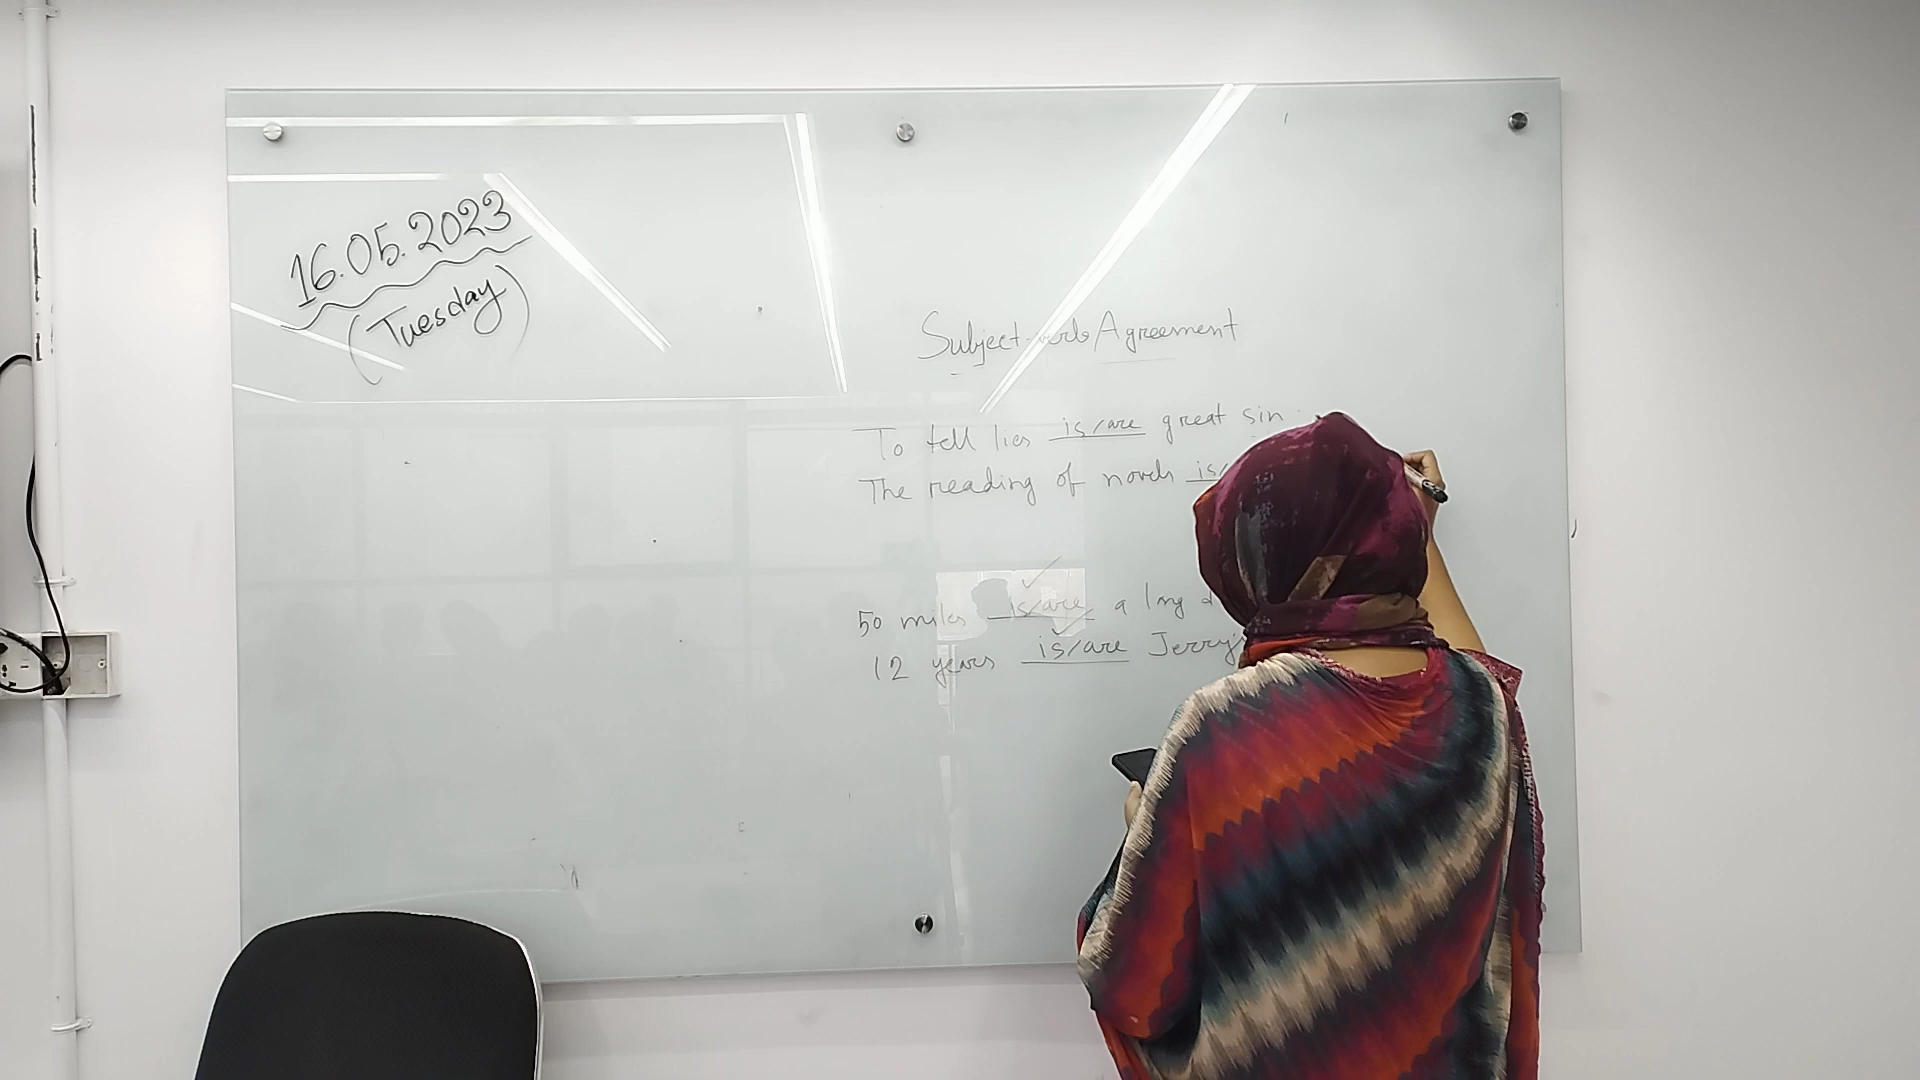 16.05.2023
(Tuesday)
Subject-verb Agreement
To tell lies is/are great sin.
The reading of novels is/
50 miles is/are a long d
12 years is/are Jerry's